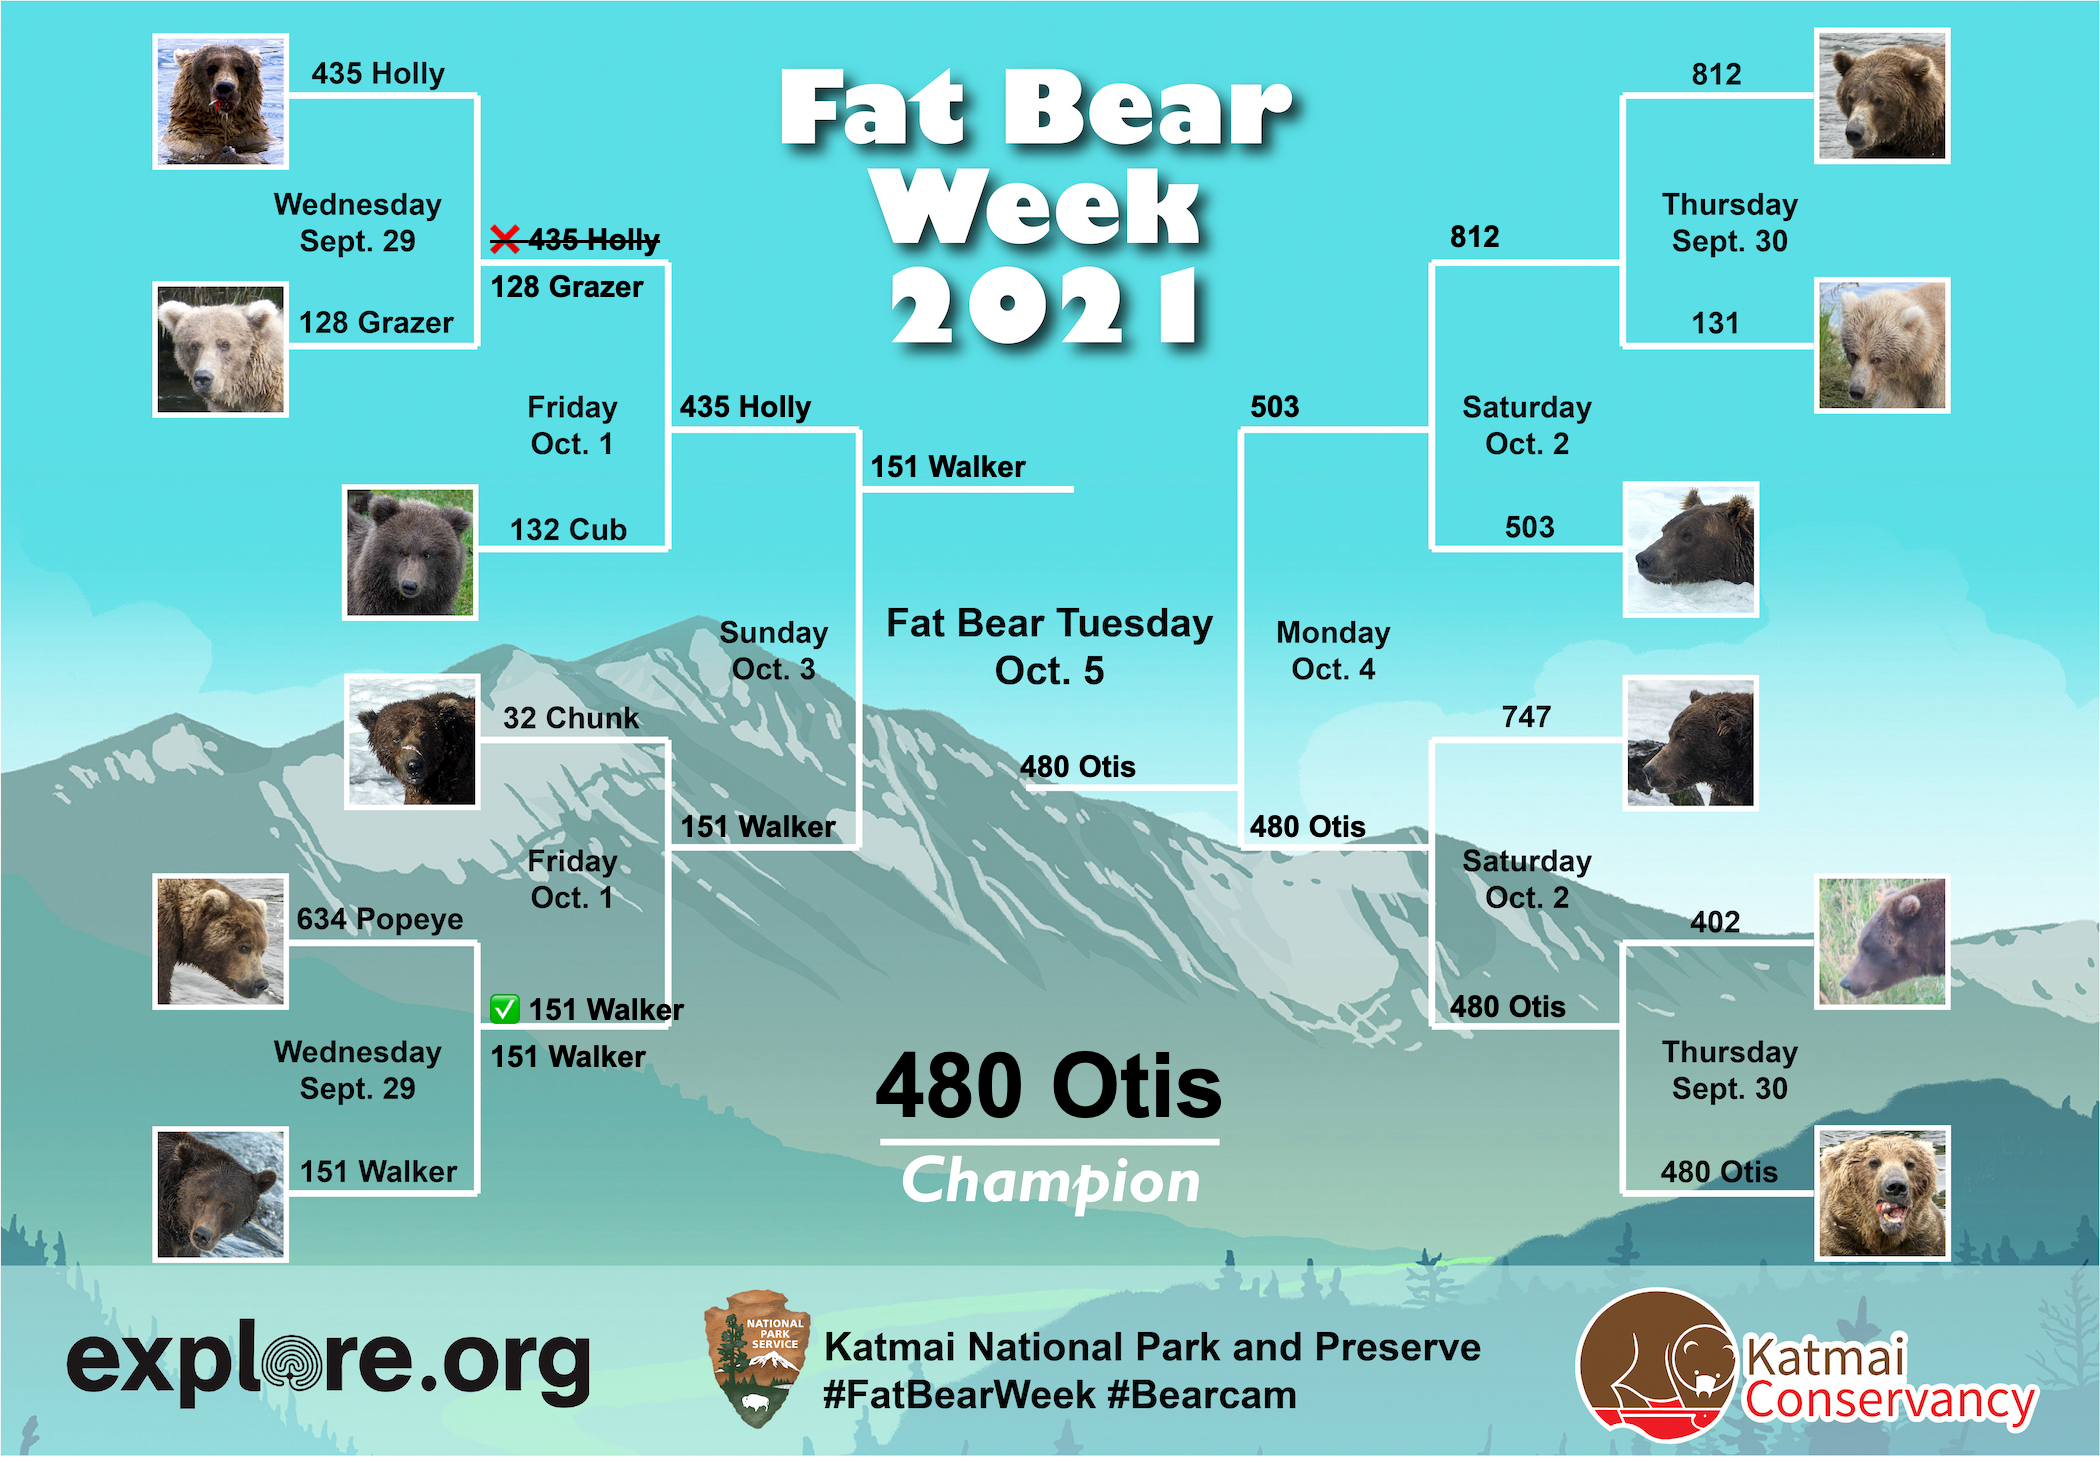 Fat Bear
Week
2021
435 Holly
Wednesday
Sept. 29
128 Grazer
❌ 435 Holly
128 Grazer
Friday
Oct. 1
132 Cub
435 Holly
151 Walker
Sunday
Oct. 3
32 Chunk
151 Walker
Friday
Oct. 1
634 Popeye
✅ 151 Walker
151 Walker
Wednesday
Sept. 29
151 Walker
Fat Bear Tuesday
Oct. 5
480 Otis
812
Thursday
Sept. 30
131
812
503
Saturday
Oct. 2
503
Monday
Oct. 4
747
480 Otis
Saturday
Oct. 2
402
480 Otis
Thursday
Sept. 30
480 Otis
480 Otis
Champion
explore.org
NATIONAL
PARK
SERVICE
Katmai National Park and Preserve
#FatBearWeek #Bearcam
Katmai
Conservancy